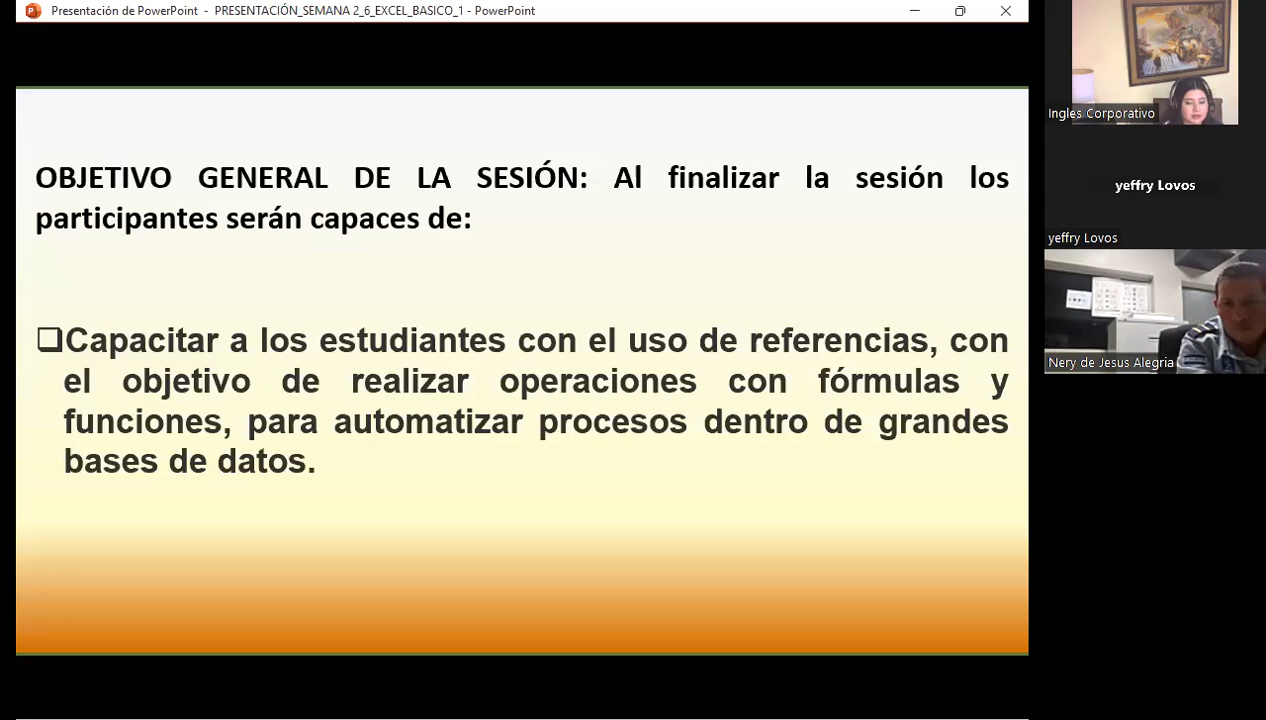 Presentación de PowerPoint - PRESENTACIÓN_SEMANA 2_6_EXCEL_BASICO_1 - PowerPoint
OBJETIVO GENERAL DE LA SESIÓN: Al finalizar la sesión los
participantes serán capaces de:
❑Capacitar a los estudiantes con el uso de referencias, con
el objetivo de realizar operaciones con fórmulas y
funciones, para automatizar procesos dentro de grandes
bases de datos.
Ingles Corporativo
yeffry Lovos
yeffry Lovos
Nery de Jesus Alegria